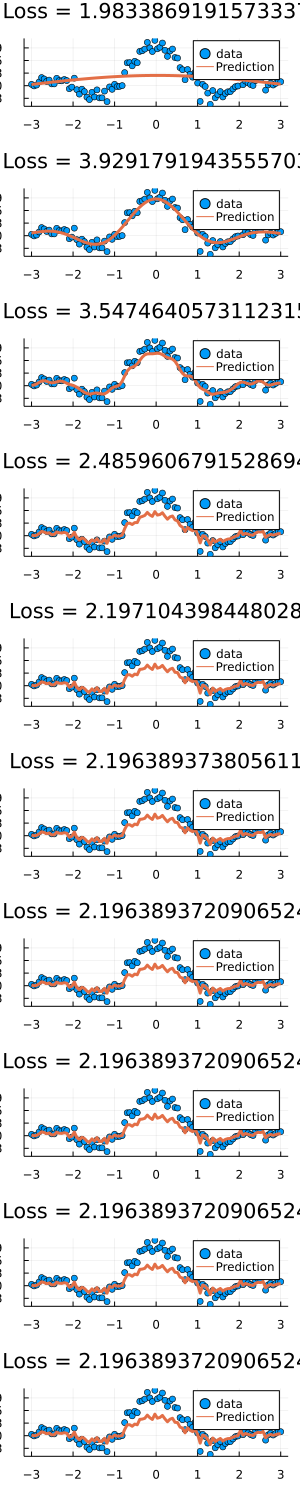 Loss = 1.983386919157333
data
Prediction
−3 −2 −1 0 1 2 3
Loss = 3.929179194355570
data
Prediction
−3 −2 −1 0 1 2 3
Loss = 3.547464057311231
data
Prediction
−3 −2 −1 0 1 2 3
Loss = 2.485960679152869
data
Prediction
−3 −2 −1 0 1 2 3
Loss = 2.197104398448028
data
Prediction
−3 −2 −1 0 1 2 3
Loss = 2.196389373805611
data
Prediction
−3 −2 −1 0 1 2 3
Loss = 2.196389372090652
data
Prediction
−3 −2 −1 0 1 2 3
Loss = 2.196389372090652
data
Prediction
−3 −2 −1 0 1 2 3
Loss = 2.196389372090652
data
Prediction
−3 −2 −1 0 1 2 3
Loss = 2.196389372090652
data
Prediction
−3 −2 −1 0 1 2 3